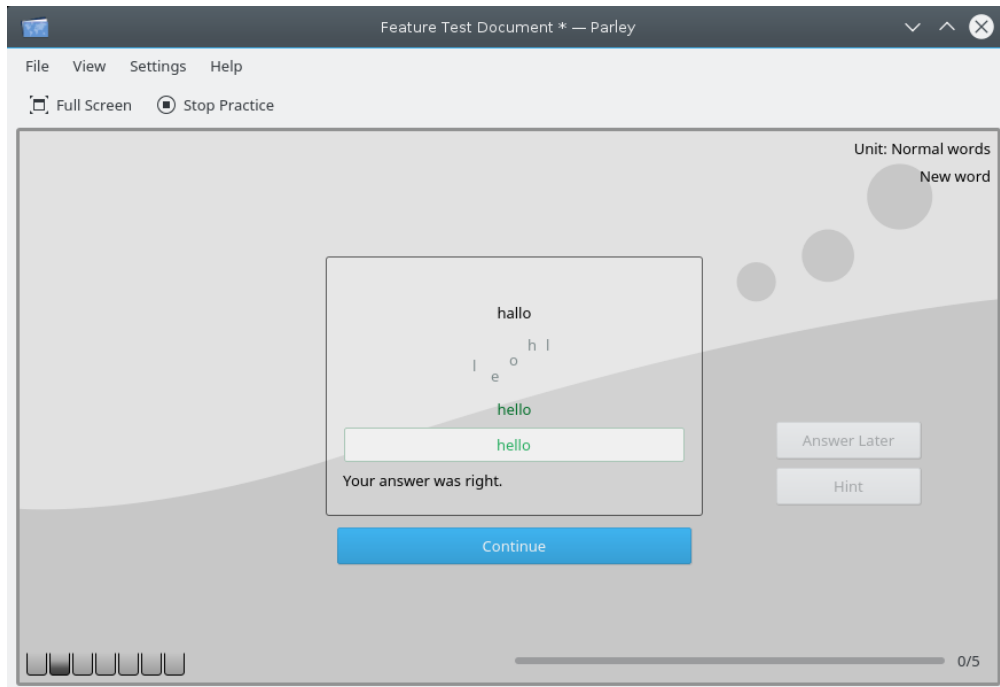 Feature Test Document * — Parley
File View Settings Help
Full Screen Stop Practice
Unit: Normal words
New word
hallo
h l
l e o
hello
hello
Your answer was right.
Answer Later
Hint
Continue
0/5